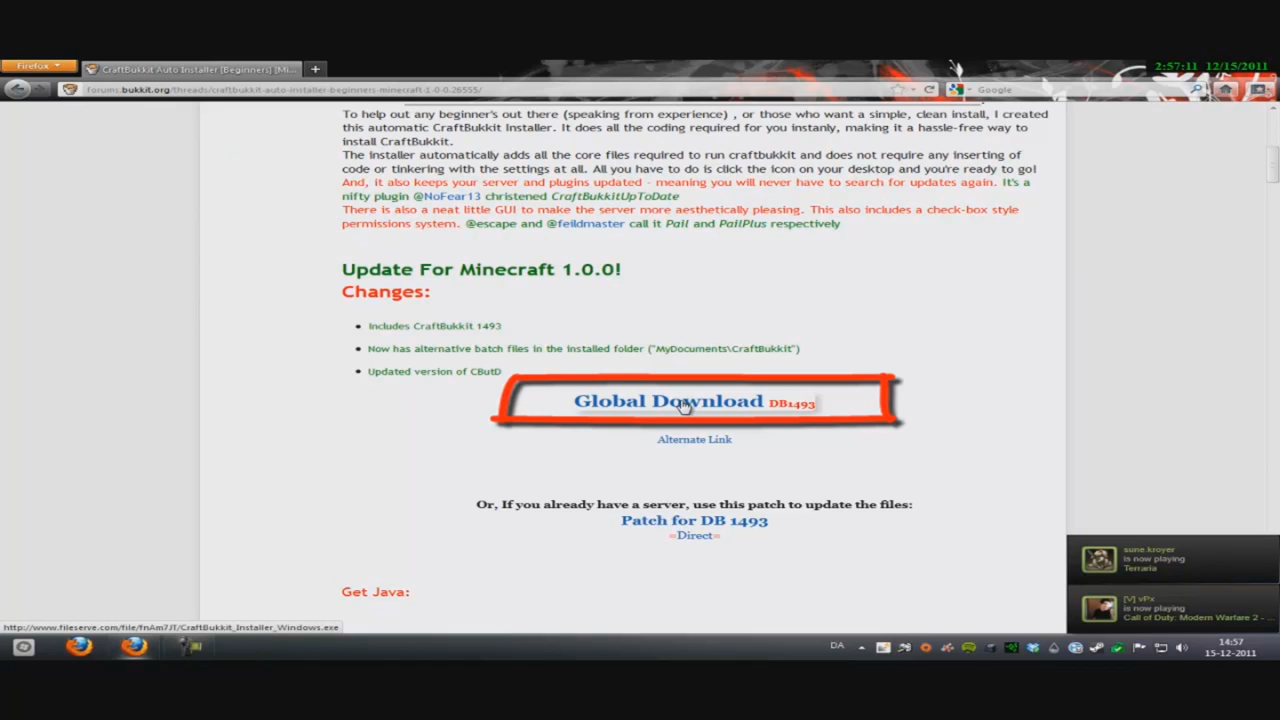 2:57:11 12/15/2011
Firefox
CraftBukkit Auto Installer [Beginners] [Mi...
forums.bukkit.org/threads/craftbukkit-auto-installer-beginners-minecraft-1-0-0.26555/
Google
To help out any beginner's out there (speaking from experience) , or those who want a simple, clean install, I created
this automatic CraftBukkit Installer. It does all the coding required for you instanly, making it a hassle-free way to
install CraftBukkit.
The installer automatically adds all the core files required to run craftbukkit and does not require any inserting of
code or tinkering with the settings at all. All you have to do is click the icon on your desktop and you're ready to go!
And, it also keeps your server and plugins updated - meaning you will never have to search for updates again. It's a
nifty plugin @NoFear13 christened CraftBukkitUpToDate
There is also a neat little GUI to make the server more aesthetically pleasing. This also includes a check-box style
permissions system. @escape and @feildmaster call it Pail and PailPlus respectively
Update For Minecraft 1.0.0!
Changes:
Includes CraftBukkit 1493
Now has alternative batch files in the installed folder ("MyDocuments\CraftBukkit")
Updated version of CButD
Global Download DB1493
Alternate Link
Or, If you already have a server, use this patch to update the files:
Patch for DB 1493
=Direct=
Get Java:
sune.kroyer
is now playing
Terraria
[V] vPx
is now playing
Call of Duty: Modern Warfare 2 - ...
http://www.fileserve.com/file/fnAm7JT/CraftBukkit_Installer_Windows.exe
DA
14:57
15-12-2011